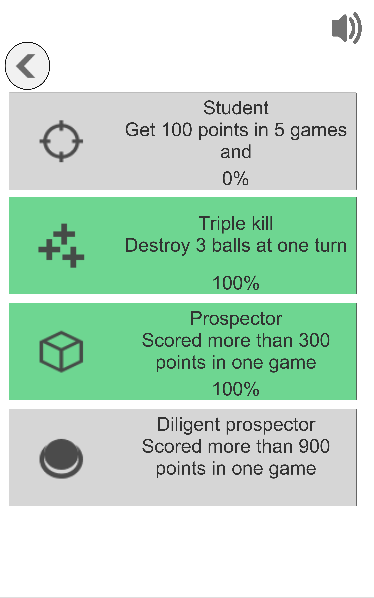 Student
Get 100 points in 5 games
and
0%
Triple kill
Destroy 3 balls at one turn
100%
Prospector
Scored more than 300
points in one game
100%
Diligent prospector
Scored more than 900
points in one game